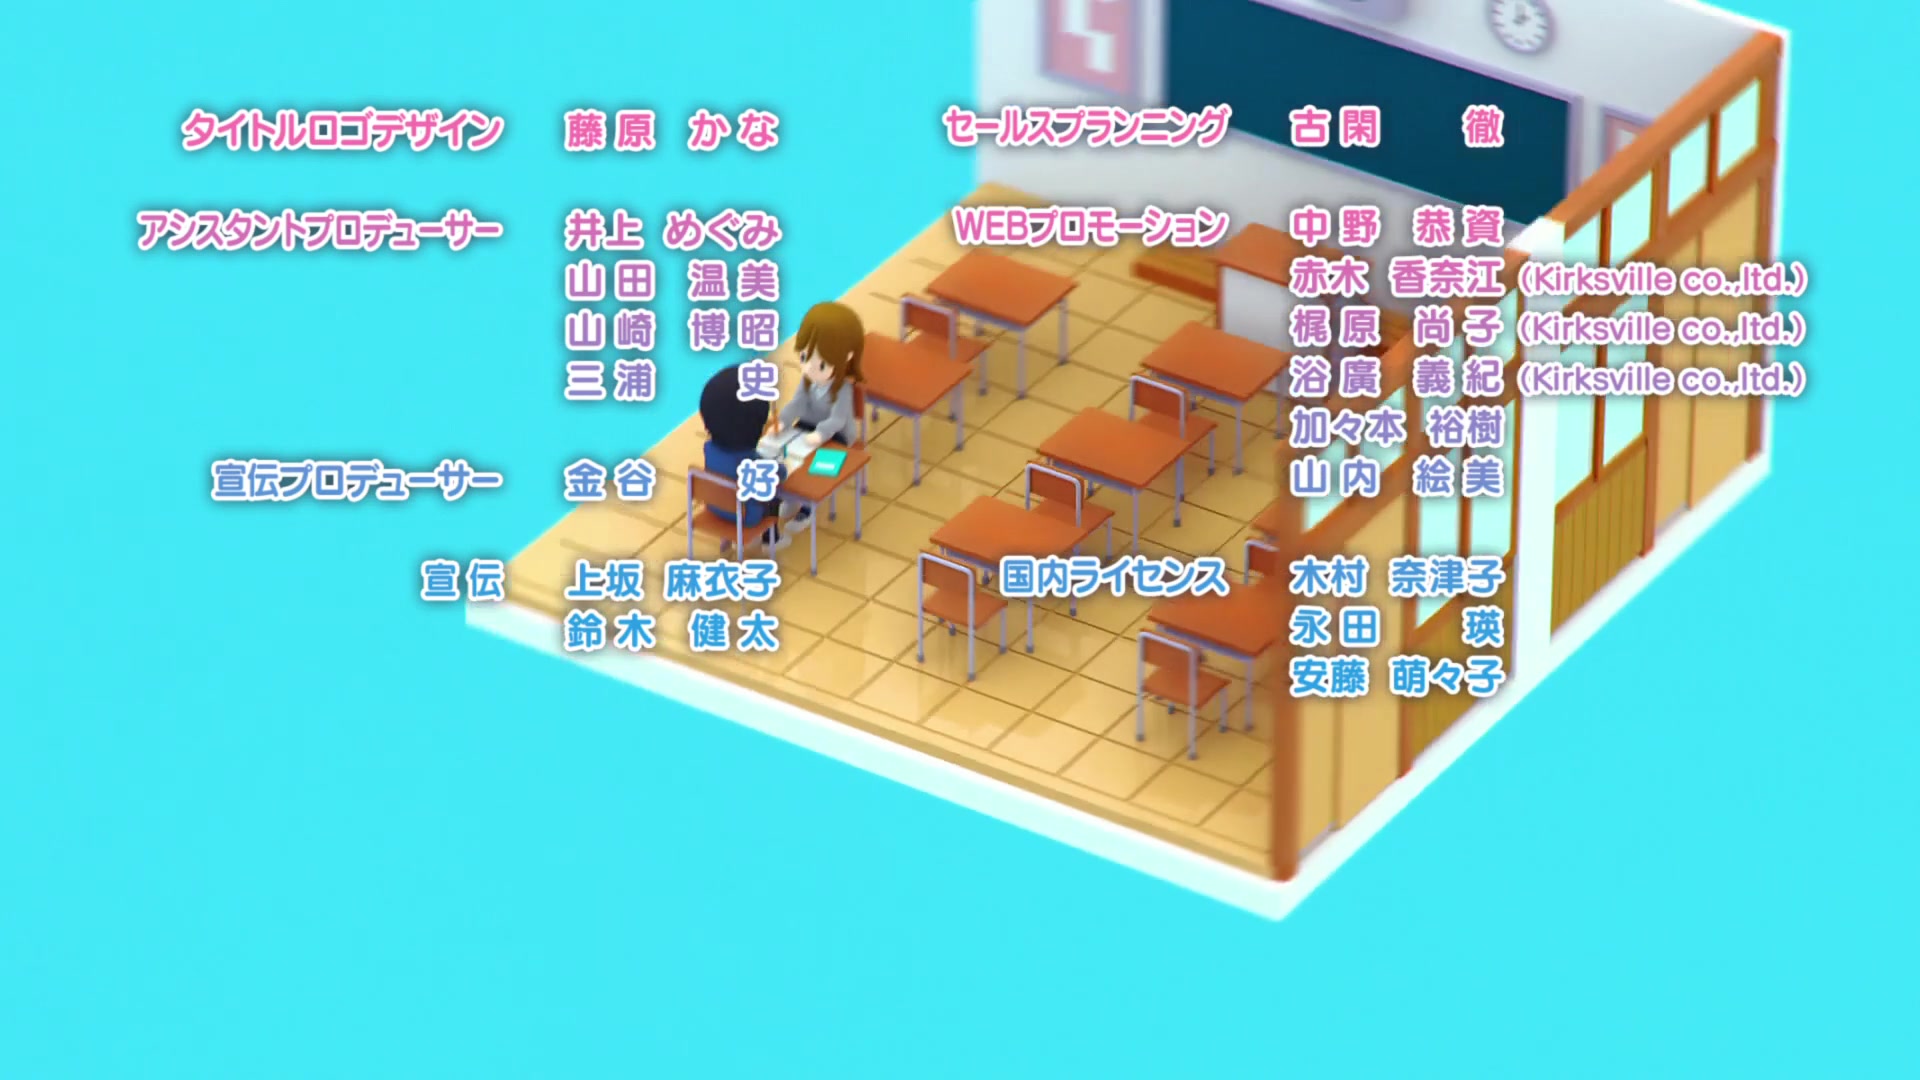 タイトルロゴデザイン 藤原 かな
アシスタントプロデューサー 井上 めぐみ
山田 温美
山崎 博昭
三浦 史
宣伝プロデューサー 金谷 好
宣伝 上坂 麻衣子
鈴木 健太
セールスプランニング 古閑 徹
WEBプロモーション 中野 恭資
赤木 香奈江 (Kirksville co.,ltd.)
梶原 尚子 (Kirksville co.,ltd.)
浴廣 義紀 (Kirksville co.,ltd.)
加々本 裕樹
山内 絵美
国内ライセンス 木村 奈津子
永田 瑛
安藤 萌々子